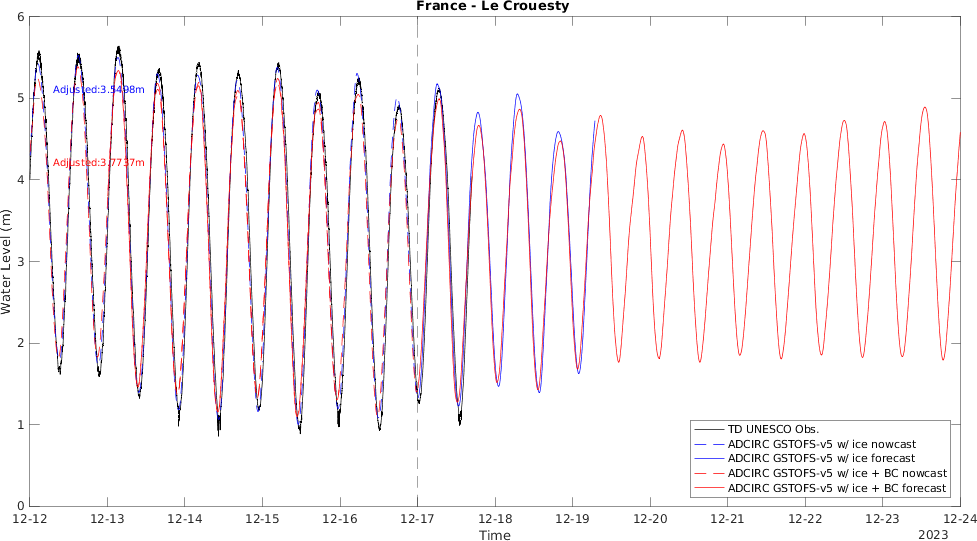 France - Le Crouesty
6
5
4
3
2
1
0
Water Level (m)
Adjusted:3.5498m
Adjusted:3.7737m
TD UNESCO Obs.
ADCIRC GSTOFS-v5 w/ ice nowcast
ADCIRC GSTOFS-v5 w/ ice forecast
ADCIRC GSTOFS-v5 w/ ice + BC nowcast
ADCIRC GSTOFS-v5 w/ ice + BC forecast
12-12 12-13 12-14 12-15 12-16 12-17 12-18 12-19 12-20 12-21 12-22 12-23 12-24
Time
2023